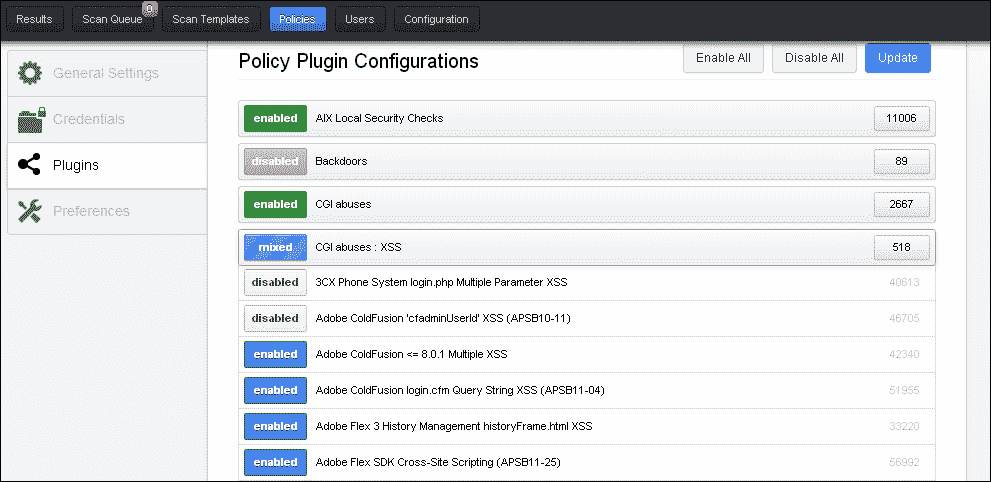 Results
Scan Queue
0
Scan Templates
Policies
Users
Configuration
General Settings
Credentials
Plugins
Preferences
Policy Plugin Configurations
Enable All
Disable All
Update
enabled AIX Local Security Checks 11006
disabled Backdoors 89
enabled CGI abuses 2667
mixed CGI abuses : XSS 518
disabled 3CX Phone System login.php Multiple Parameter XSS 40613
disabled Adobe ColdFusion 'cfadminUserId' XSS (APSB10-11) 46705
enabled Adobe ColdFusion <= 8.0.1 Multiple XSS 42340
enabled Adobe ColdFusion login.cfm Query String XSS (APSB11-04) 51955
enabled Adobe Flex 3 History Management historyFrame.html XSS 33220
enabled Adobe Flex SDK Cross-Site Scripting (APSB11-25) 56992